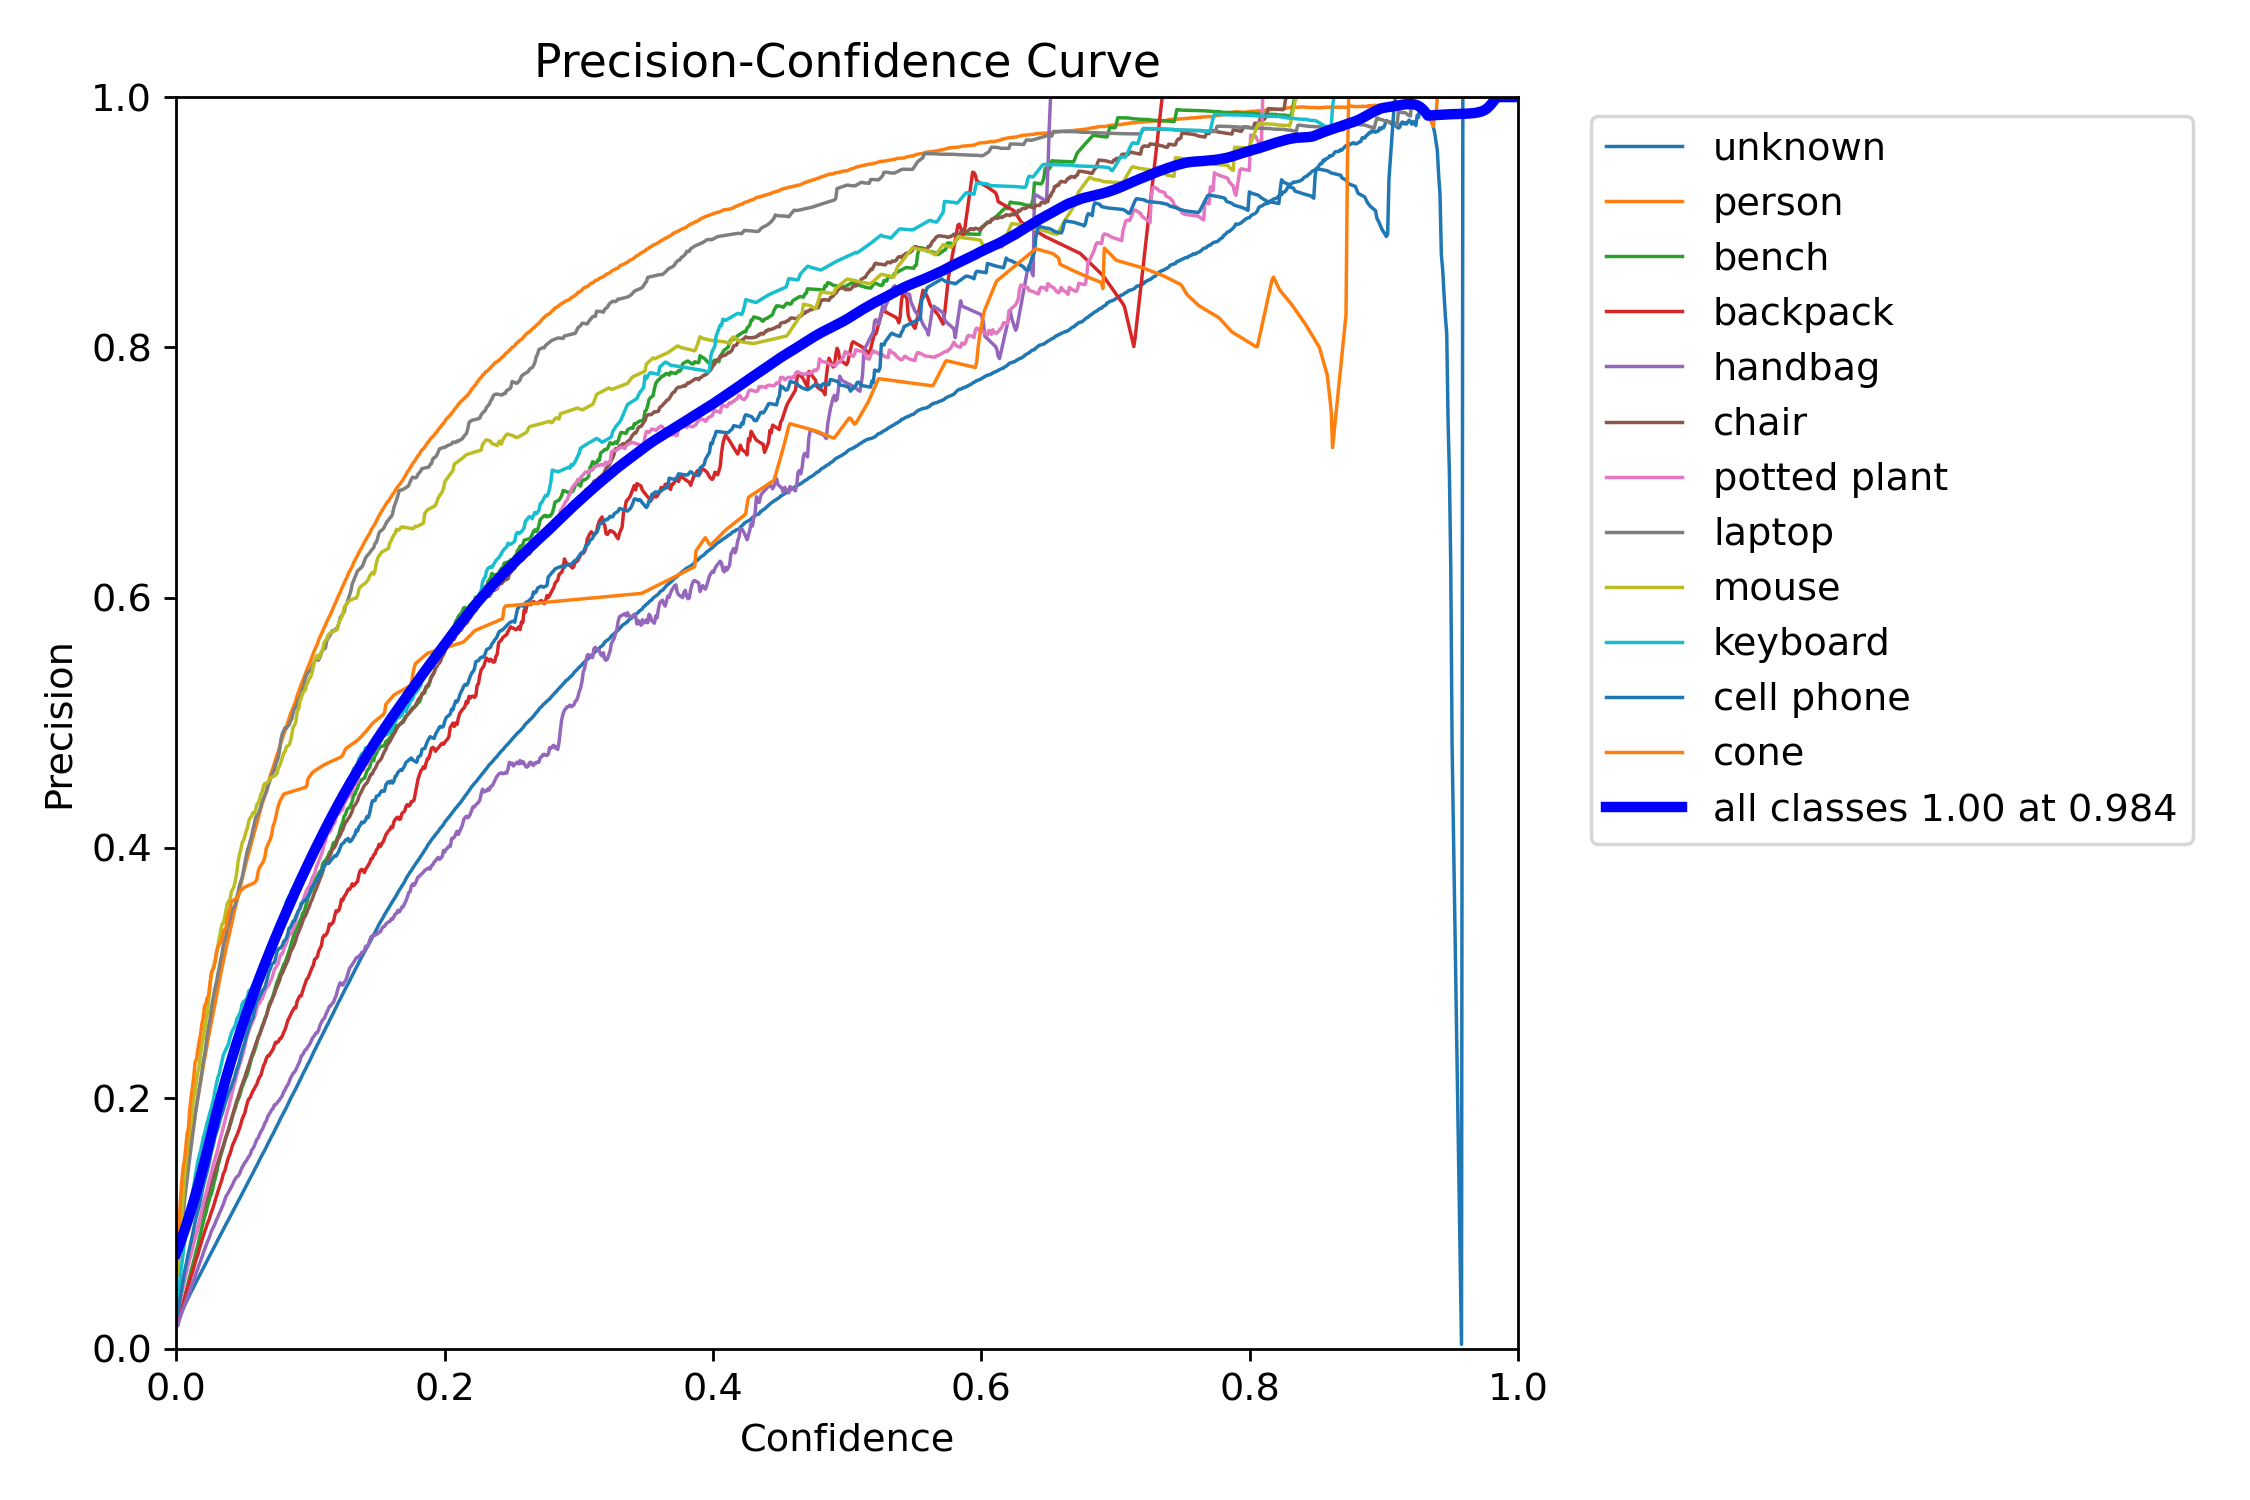 Precision-Confidence Curve
1.0
0.8
0.6
0.4
0.2
0.0
Precision
0.0 0.2 0.4 0.6 0.8 1.0
Confidence
unknown
person
bench
backpack
handbag
chair
potted plant
laptop
mouse
keyboard
cell phone
cone
all classes 1.00 at 0.984